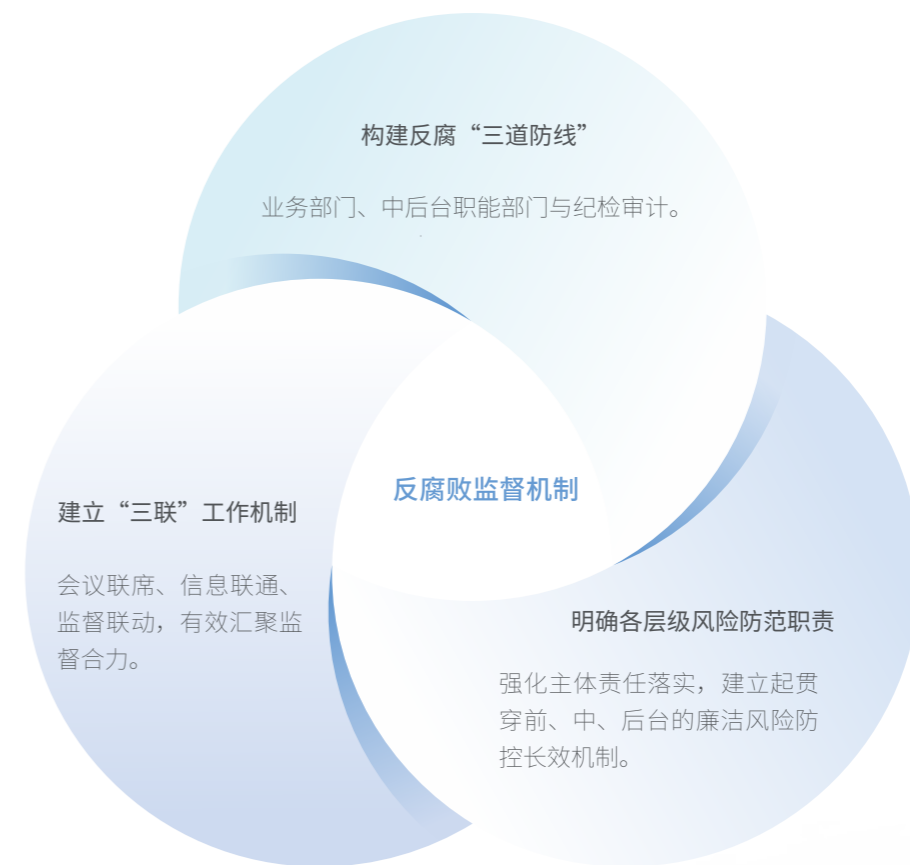 构建反腐“三道防线”
业务部门、中后台职能部门与纪检审计。
反腐败监督机制
建立“三联”工作机制
会议联席、信息联通、
监督联动，有效汇聚监
督合力。
明确各层级风险防范职责
强化主体责任落实，建立起贯
穿前、中、后台的廉洁风险防
控长效机制。